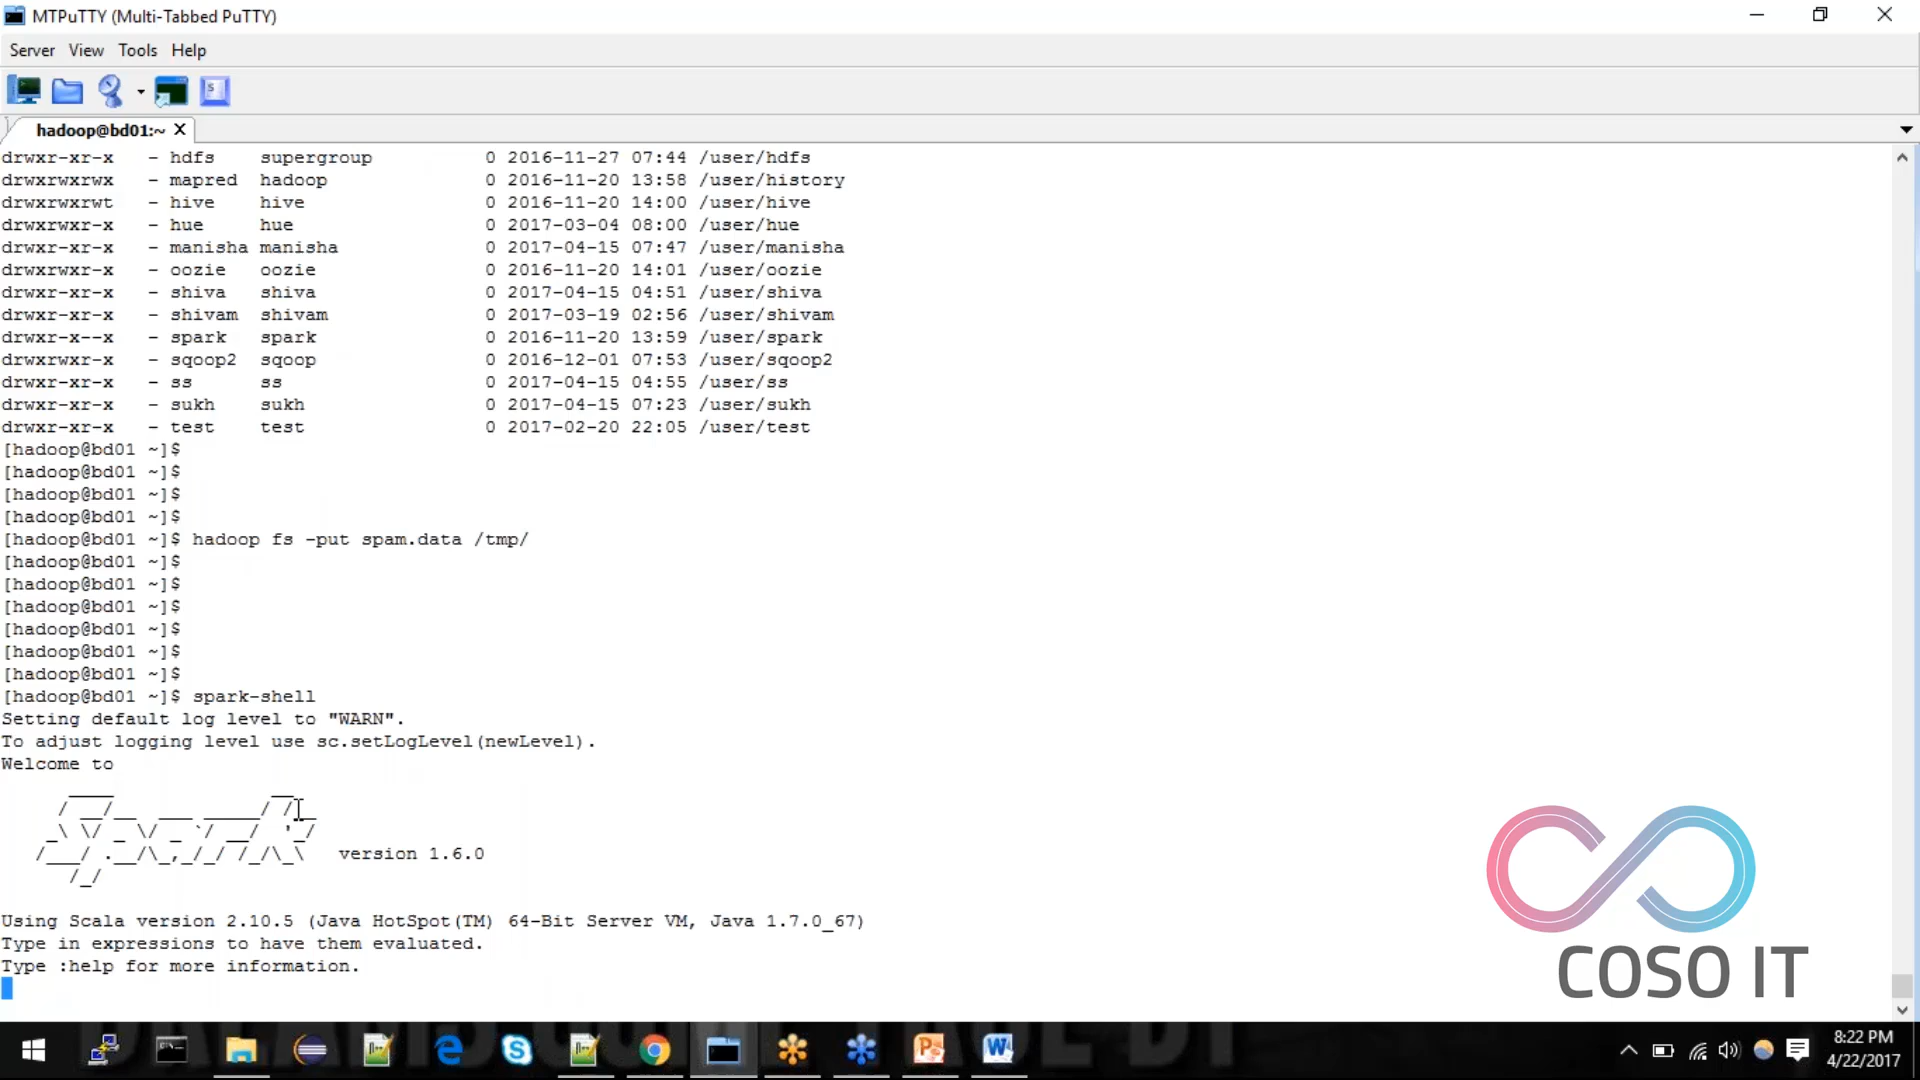 MTPuTTY (Multi-Tabbed PuTTY)
Server View Tools Help
hadoop@bd01:~
drwxr-xr-x - hdfs supergroup 0 2016-11-27 07:44 /user/hdfs
drwxrwxrwx - mapred hadoop 0 2016-11-20 13:58 /user/history
drwxrwxrwt - hive hive 0 2016-11-20 14:00 /user/hive
drwxrwxr-x - hue hue 0 2017-03-04 08:00 /user/hue
drwxr-xr-x - manisha manisha 0 2017-04-15 07:47 /user/manisha
drwxrwxr-x - oozie oozie 0 2016-11-20 14:01 /user/oozie
drwxr-xr-x - shiva shiva 0 2017-04-15 04:51 /user/shiva
drwxr-xr-x - shivam shivam 0 2017-03-19 02:56 /user/shivam
drwxr-x--x - spark spark 0 2016-11-20 13:59 /user/spark
drwxrwxr-x - sqoop2 sqoop 0 2016-12-01 07:53 /user/sqoop2
drwxr-xr-x - ss ss 0 2017-04-15 04:55 /user/ss
drwxr-xr-x - sukh sukh 0 2017-04-15 07:23 /user/sukh
drwxr-xr-x - test test 0 2017-02-20 22:05 /user/test
[hadoop@bd01 ~]$
[hadoop@bd01 ~]$
[hadoop@bd01 ~]$
[hadoop@bd01 ~]$
[hadoop@bd01 ~]$ hadoop fs -put spam.data /tmp/
[hadoop@bd01 ~]$
[hadoop@bd01 ~]$
[hadoop@bd01 ~]$
[hadoop@bd01 ~]$
[hadoop@bd01 ~]$
[hadoop@bd01 ~]$
[hadoop@bd01 ~]$ spark-shell
Setting default log level to "WARN".
To adjust logging level use sc.setLogLevel(newLevel).
Welcome to
Spark version 1.6.0
Using Scala version 2.10.5 (Java HotSpot(TM) 64-Bit Server VM, Java 1.7.0_67)
Type in expressions to have them evaluated.
Type :help for more information.
COSO IT
8:22 PM
4/22/2017